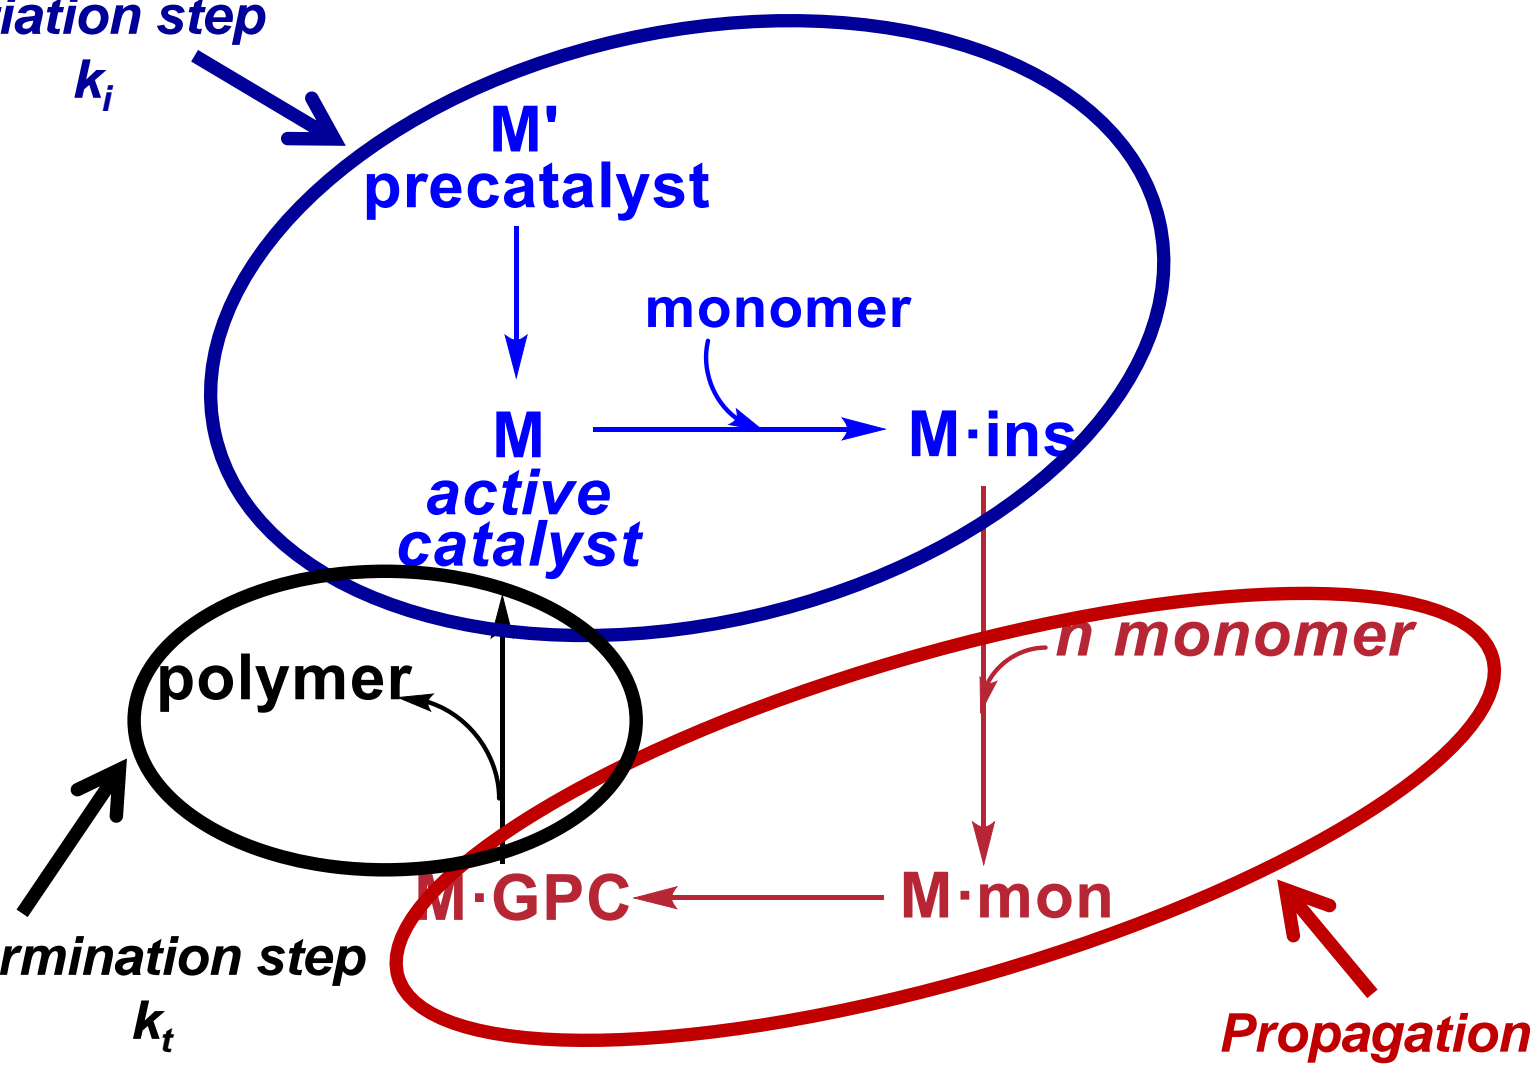 iation step
k_i
M'
precatalyst
monomer
M
M·ins
active
catalyst
n monomer
polymer
M·GPC
M·mon
rmination step
k_t
Propagation